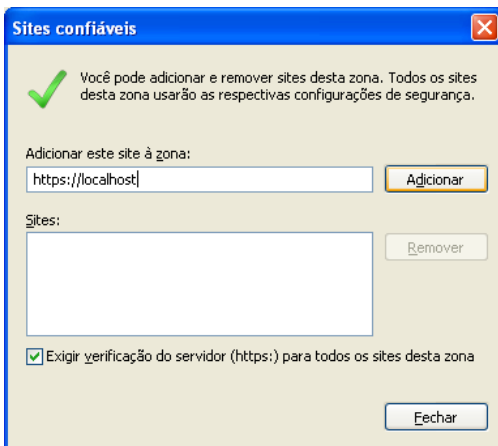 Sites confiáveis
Você pode adicionar e remover sites desta zona. Todos os sites
desta zona usarão as respectivas configurações de segurança.
Adicionar este site à zona:
https://localhost
Adicionar
Sites:
Remover
Exigir verificação do servidor (https:) para todos os sites desta zona
Fechar